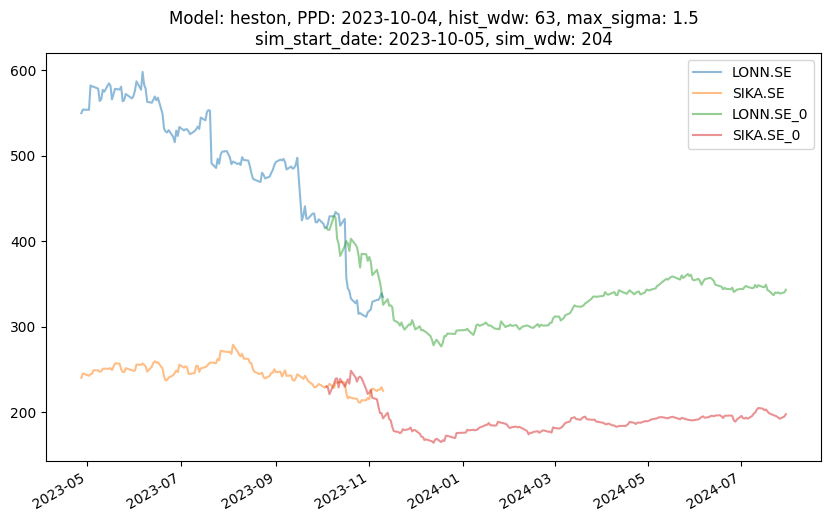 Model: heston, PPD: 2023-10-04, hist_wdw: 63, max_sigma: 1.5
sim_start_date: 2023-10-05, sim_wdw: 204
LONN.SE
SIKA.SE
LONN.SE_0
SIKA.SE_0
600
500
400
300
200
2023-05
2023-07
2023-09
2023-11
2024-01
2024-03
2024-05
2024-07